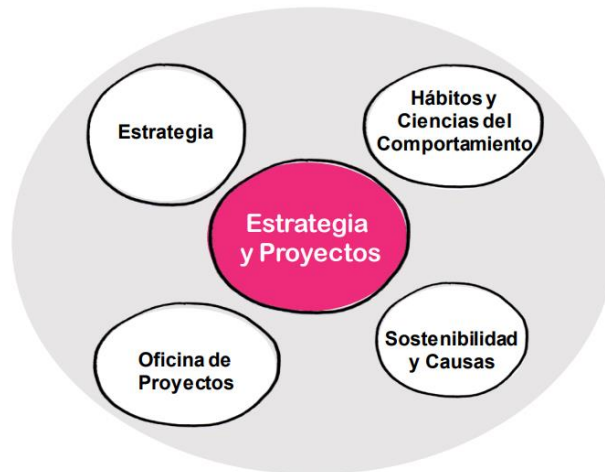 Estrategia
Hábitos y
Ciencias del
Comportamiento
Estrategia
y Proyectos
Oficina de
Proyectos
Sostenibilidad
y Causas